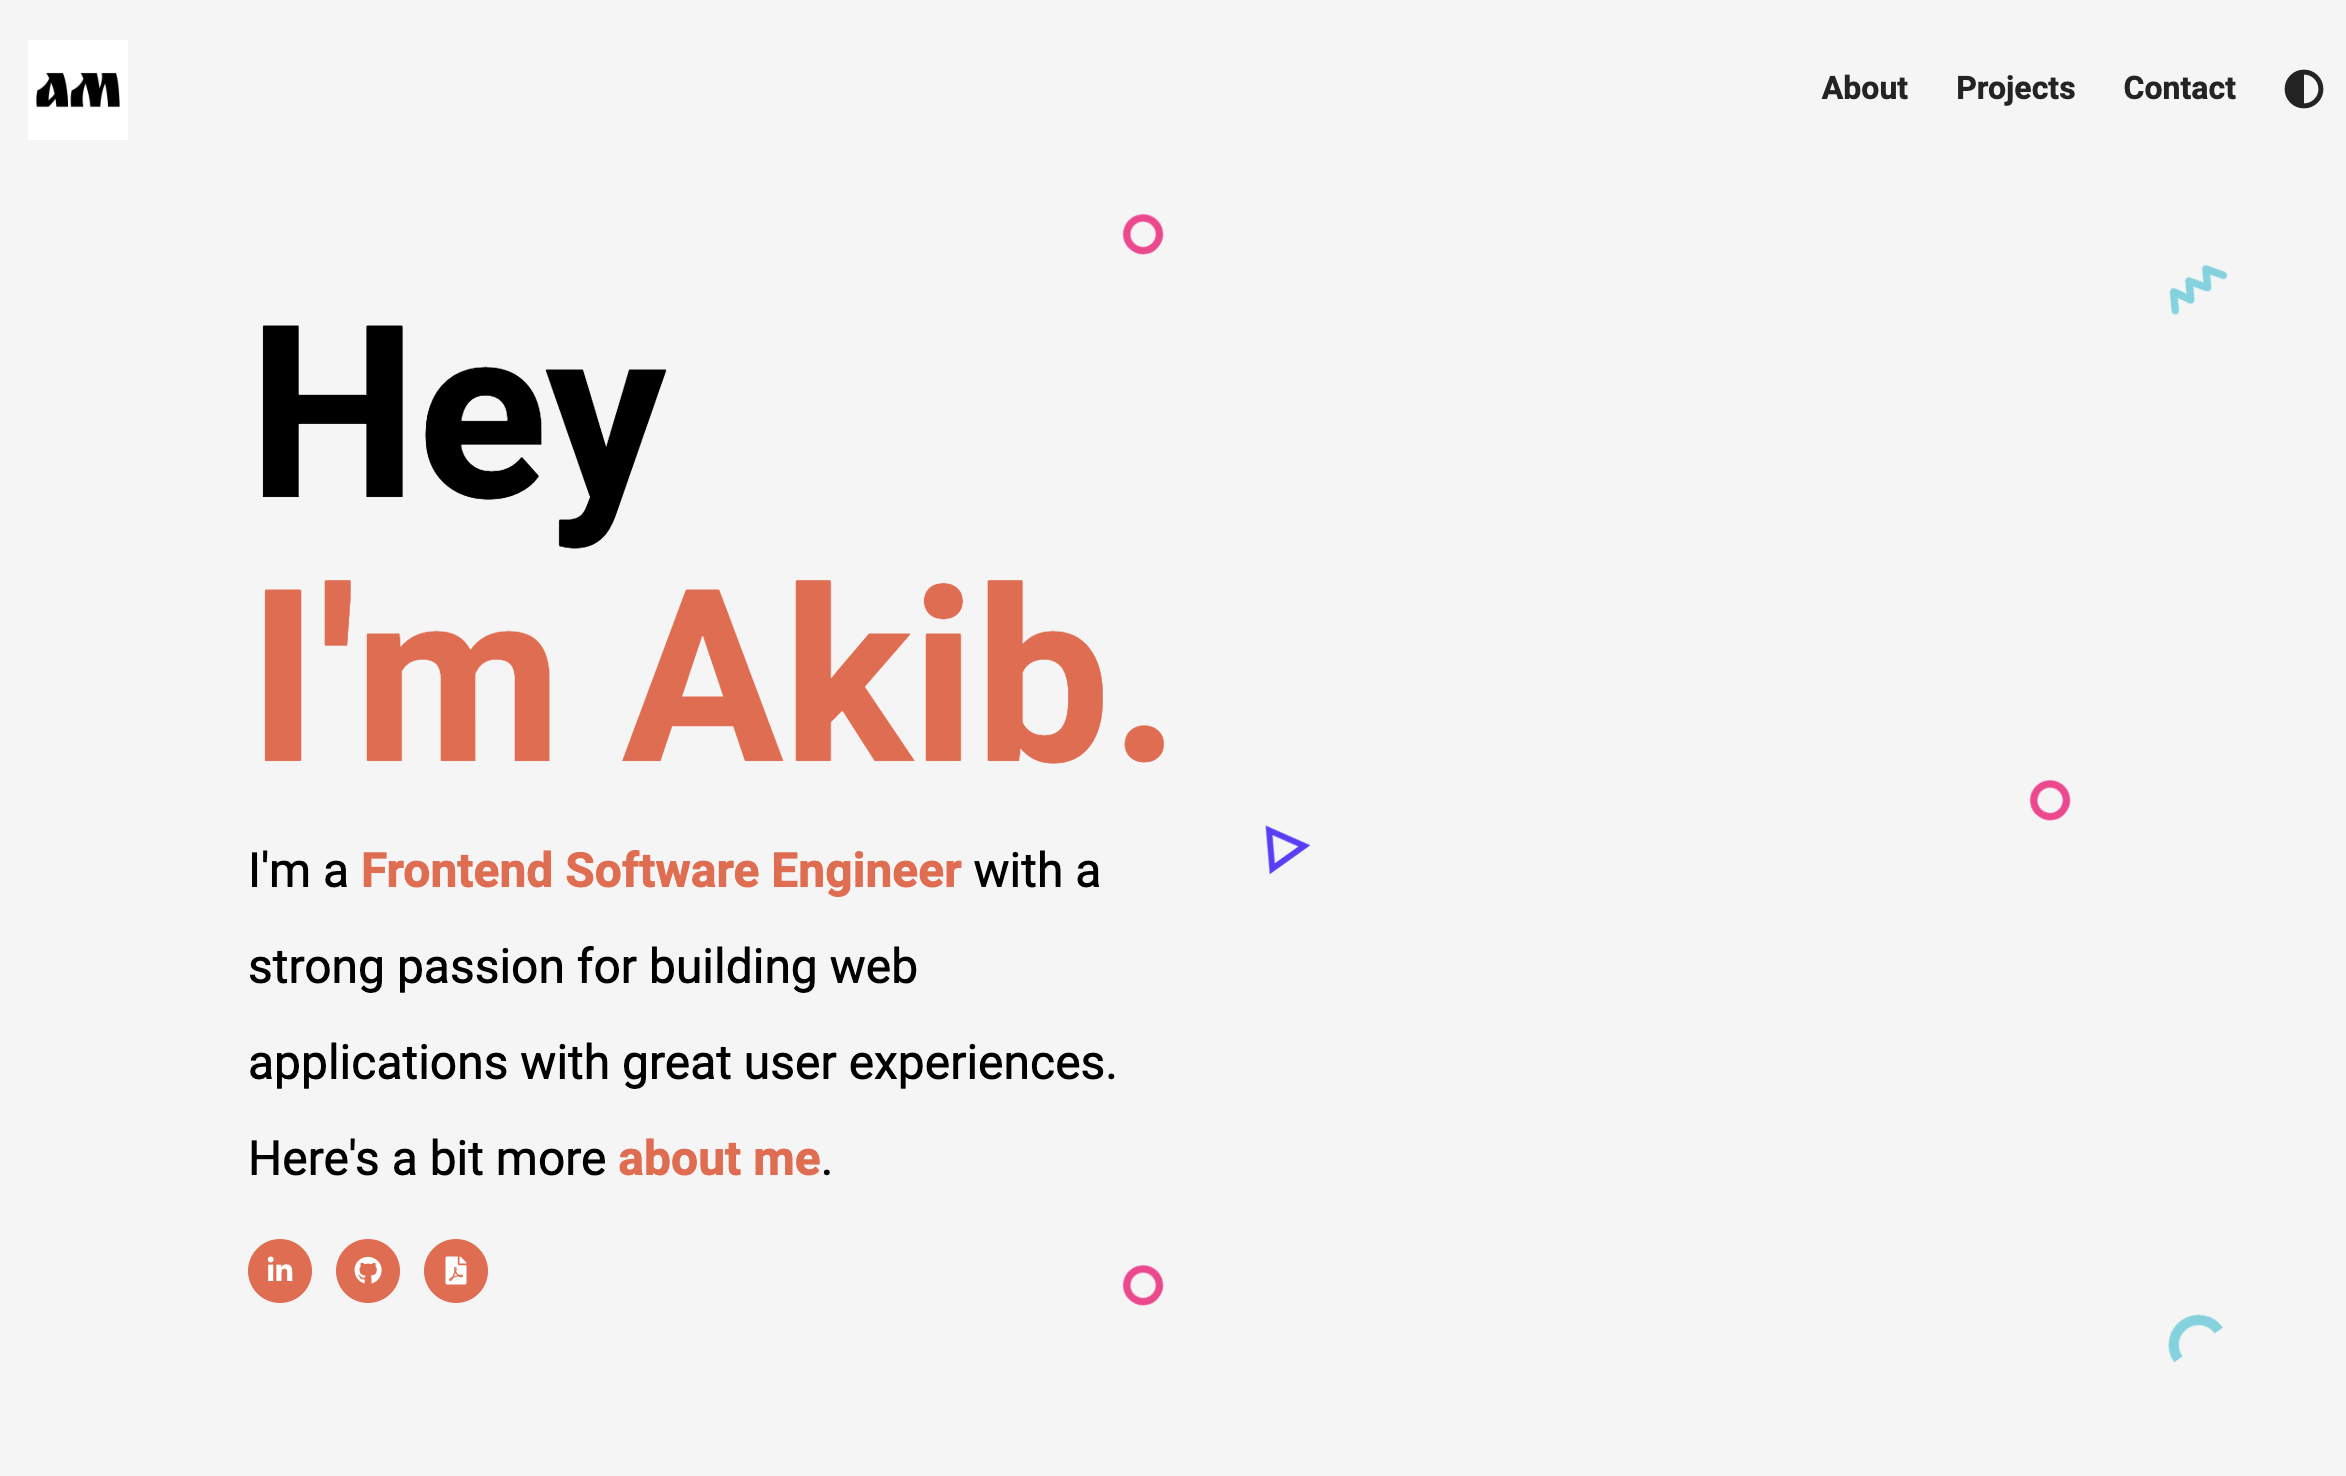 AM
About Projects Contact
Hey
I'm Akib.
I'm a Frontend Software Engineer with a
strong passion for building web
applications with great user experiences.
Here's a bit more about me.
in